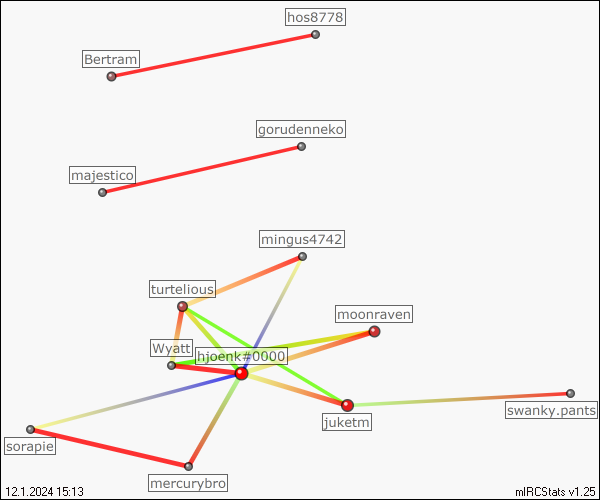 hos8778
Bertram
gorudenneko
majestico
mingus4742
turtelious
moonraven
Wyatt
hjoenk#0000
swanky.pants
juketm
sorapie
mercurybro
12.1.2024 15:13
mIRCStats v1.25